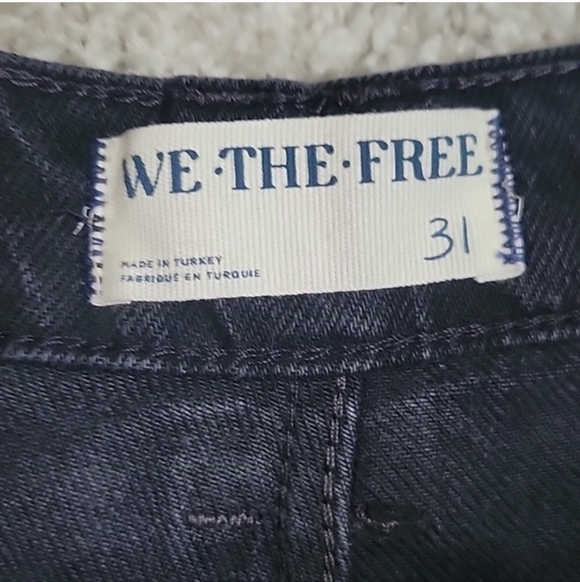 WE·THE·FREE
31
MADE IN TURKEY
FABRIQUE EN TURQUIE